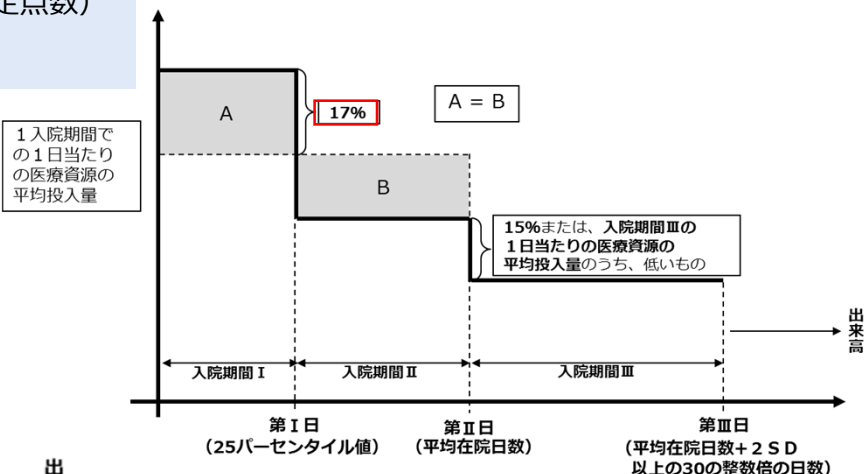 定点数）
A
17%
A = B
１入院期間で
の１日当たり
の医療資源の
平均投入量
B
15%または、入院期間Ⅲの
１日当たりの医療資源の
平均投入量のうち、低いもの
出来高
入院期間Ⅰ
入院期間Ⅱ
入院期間Ⅲ
第Ⅰ日
（25パーセンタイル値）
第Ⅱ日
（平均在院日数）
第Ⅲ日
（平均在院日数+２ＳＤ
以上の30の整数倍の日数）
出